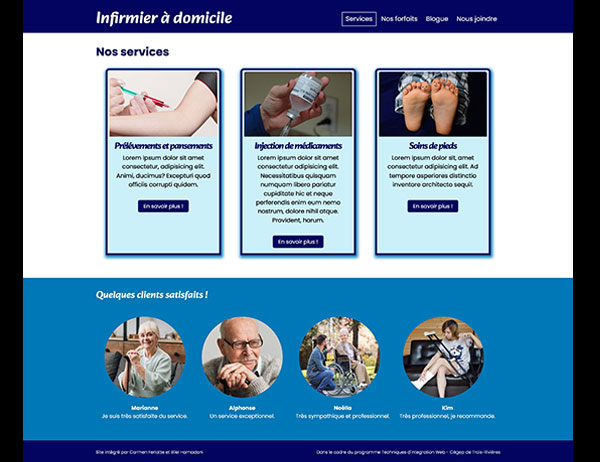 Infirmier à domicile
Services Nos forfaits Blogue Nous joindre
Nos services
Prélèvements et pansements
Lorem ipsum dolor sit amet
consectetur, adipisicing elit.
Animi, ducimus? Excepturi quod
officiis corrupti quidem.
En savoir plus !
Injection de médicaments
Lorem ipsum dolor sit amet
consectetur adipisicing elit.
Necessitatibus quisquam
numquam libero pariatur
cupiditate hic et neque
perferendis enim eum nemo
nostrum, dolore nihil atque.
Provident, harum.
En savoir plus !
Soins de pieds
Lorem ipsum dolor sit,
consectetur adipisicing elit. Ad
tempore asperiores distinctio
inventore architecto sequi!.
En savoir plus !
Quelques clients satisfaits !
Marianne
Je suis très satisfaite du service.
Alphonse
Un service exceptionnel.
Noëlla
Très sympathique et professionnel.
Kim
Très professionnel, je recommande.
Site intégré par Carmen et
Dans le cadre du programme Techniques d'intégration Web - Cégep de Trois-Rivières